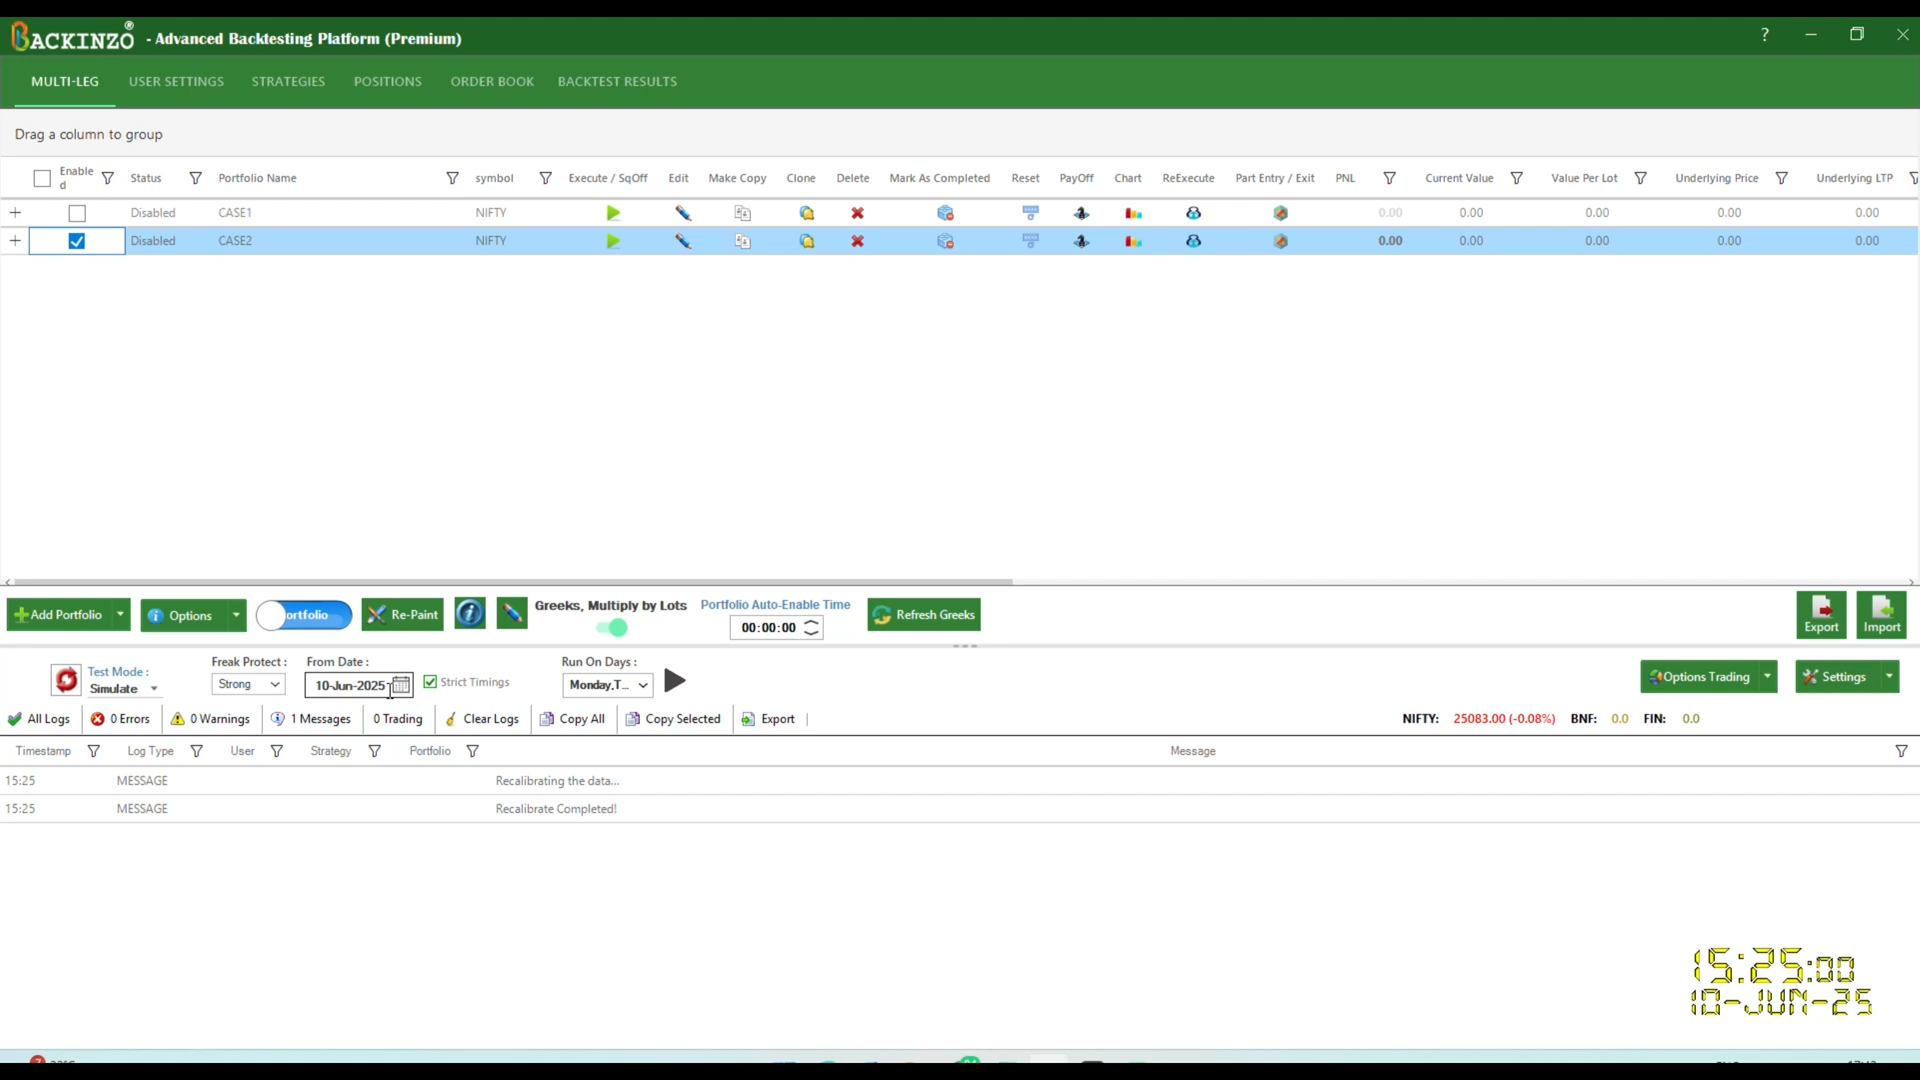 BACKINZO ® - Advanced Backtesting Platform (Premium) ?
MULTI-LEG USER SETTINGS STRATEGIES POSITIONS ORDER BOOK BACKTEST RESULTS
Drag a column to group
Enabled Status Portfolio Name symbol Execute / SqOff Edit Make Copy Clone Delete Mark As Completed Reset PayOff Chart ReExecute Part Entry / Exit PNL Current Value Value Per Lot Underlying Price Underlying LTP
Disabled CASE1 NIFTY 0.00 0.00 0.00 0.00 0.00
Disabled CASE2 NIFTY 0.00 0.00 0.00 0.00 0.00
Add Portfolio Options ortfolio Re-Paint Greeks, Multiply by Lots Portfolio Auto-Enable Time 00:00:00 Refresh Greeks Export Import
Test Mode : Simulate Freak Protect : Strong From Date : 10-Jun-2025 Strict Timings Run On Days : Monday,T... Options Trading Settings
All Logs 0 Errors 0 Warnings 1 Messages 0 Trading Clear Logs Copy All Copy Selected Export NIFTY: 25083.00 (-0.08%) BNF: 0.0 FIN: 0.0
Timestamp Log Type User Strategy Portfolio Message
15:25 MESSAGE Recalibrating the data...
15:25 MESSAGE Recalibrate Completed!
15:25:00
10-JUN-25